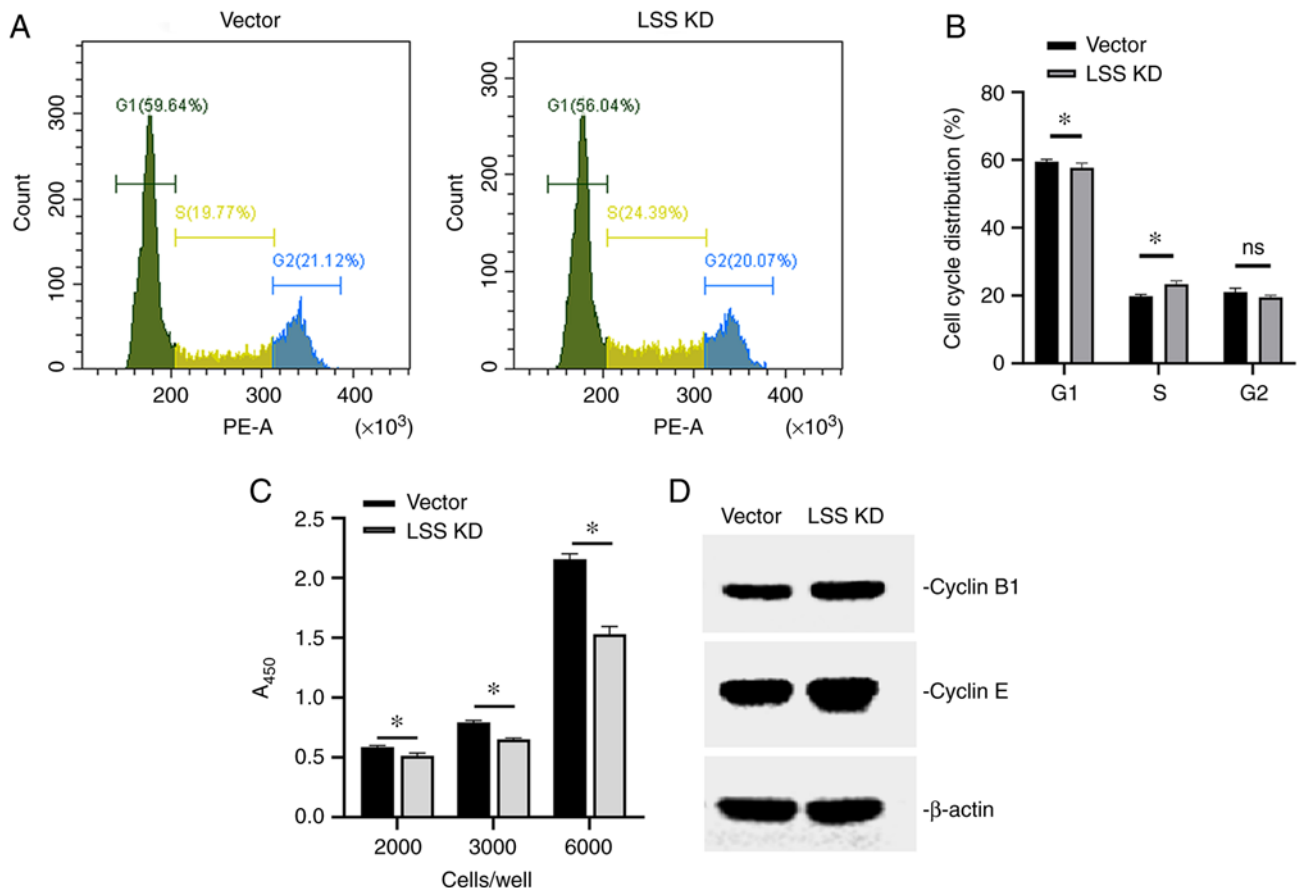 A
Vector
LSS KD
G1(59.64%)
S(19.77%)
G2(21.12%)
Count
0
100
200
300
200
300
400
PE-A
(×10³)
G1(56.04%)
S(24.39%)
G2(20.07%)
Count
0
100
200
300
200
300
400
PE-A
(×10³)
B
Vector
LSS KD
Cell cycle distribution (%)
80
60
40
20
0
*
*
ns
G1
S
G2
C
Vector
LSS KD
A₄₅₀
2.5
2.0
1.5
1.0
0.5
0.0
*
*
*
2000
3000
6000
Cells/well
D
Vector
LSS KD
-Cyclin B1
-Cyclin E
-β-actin